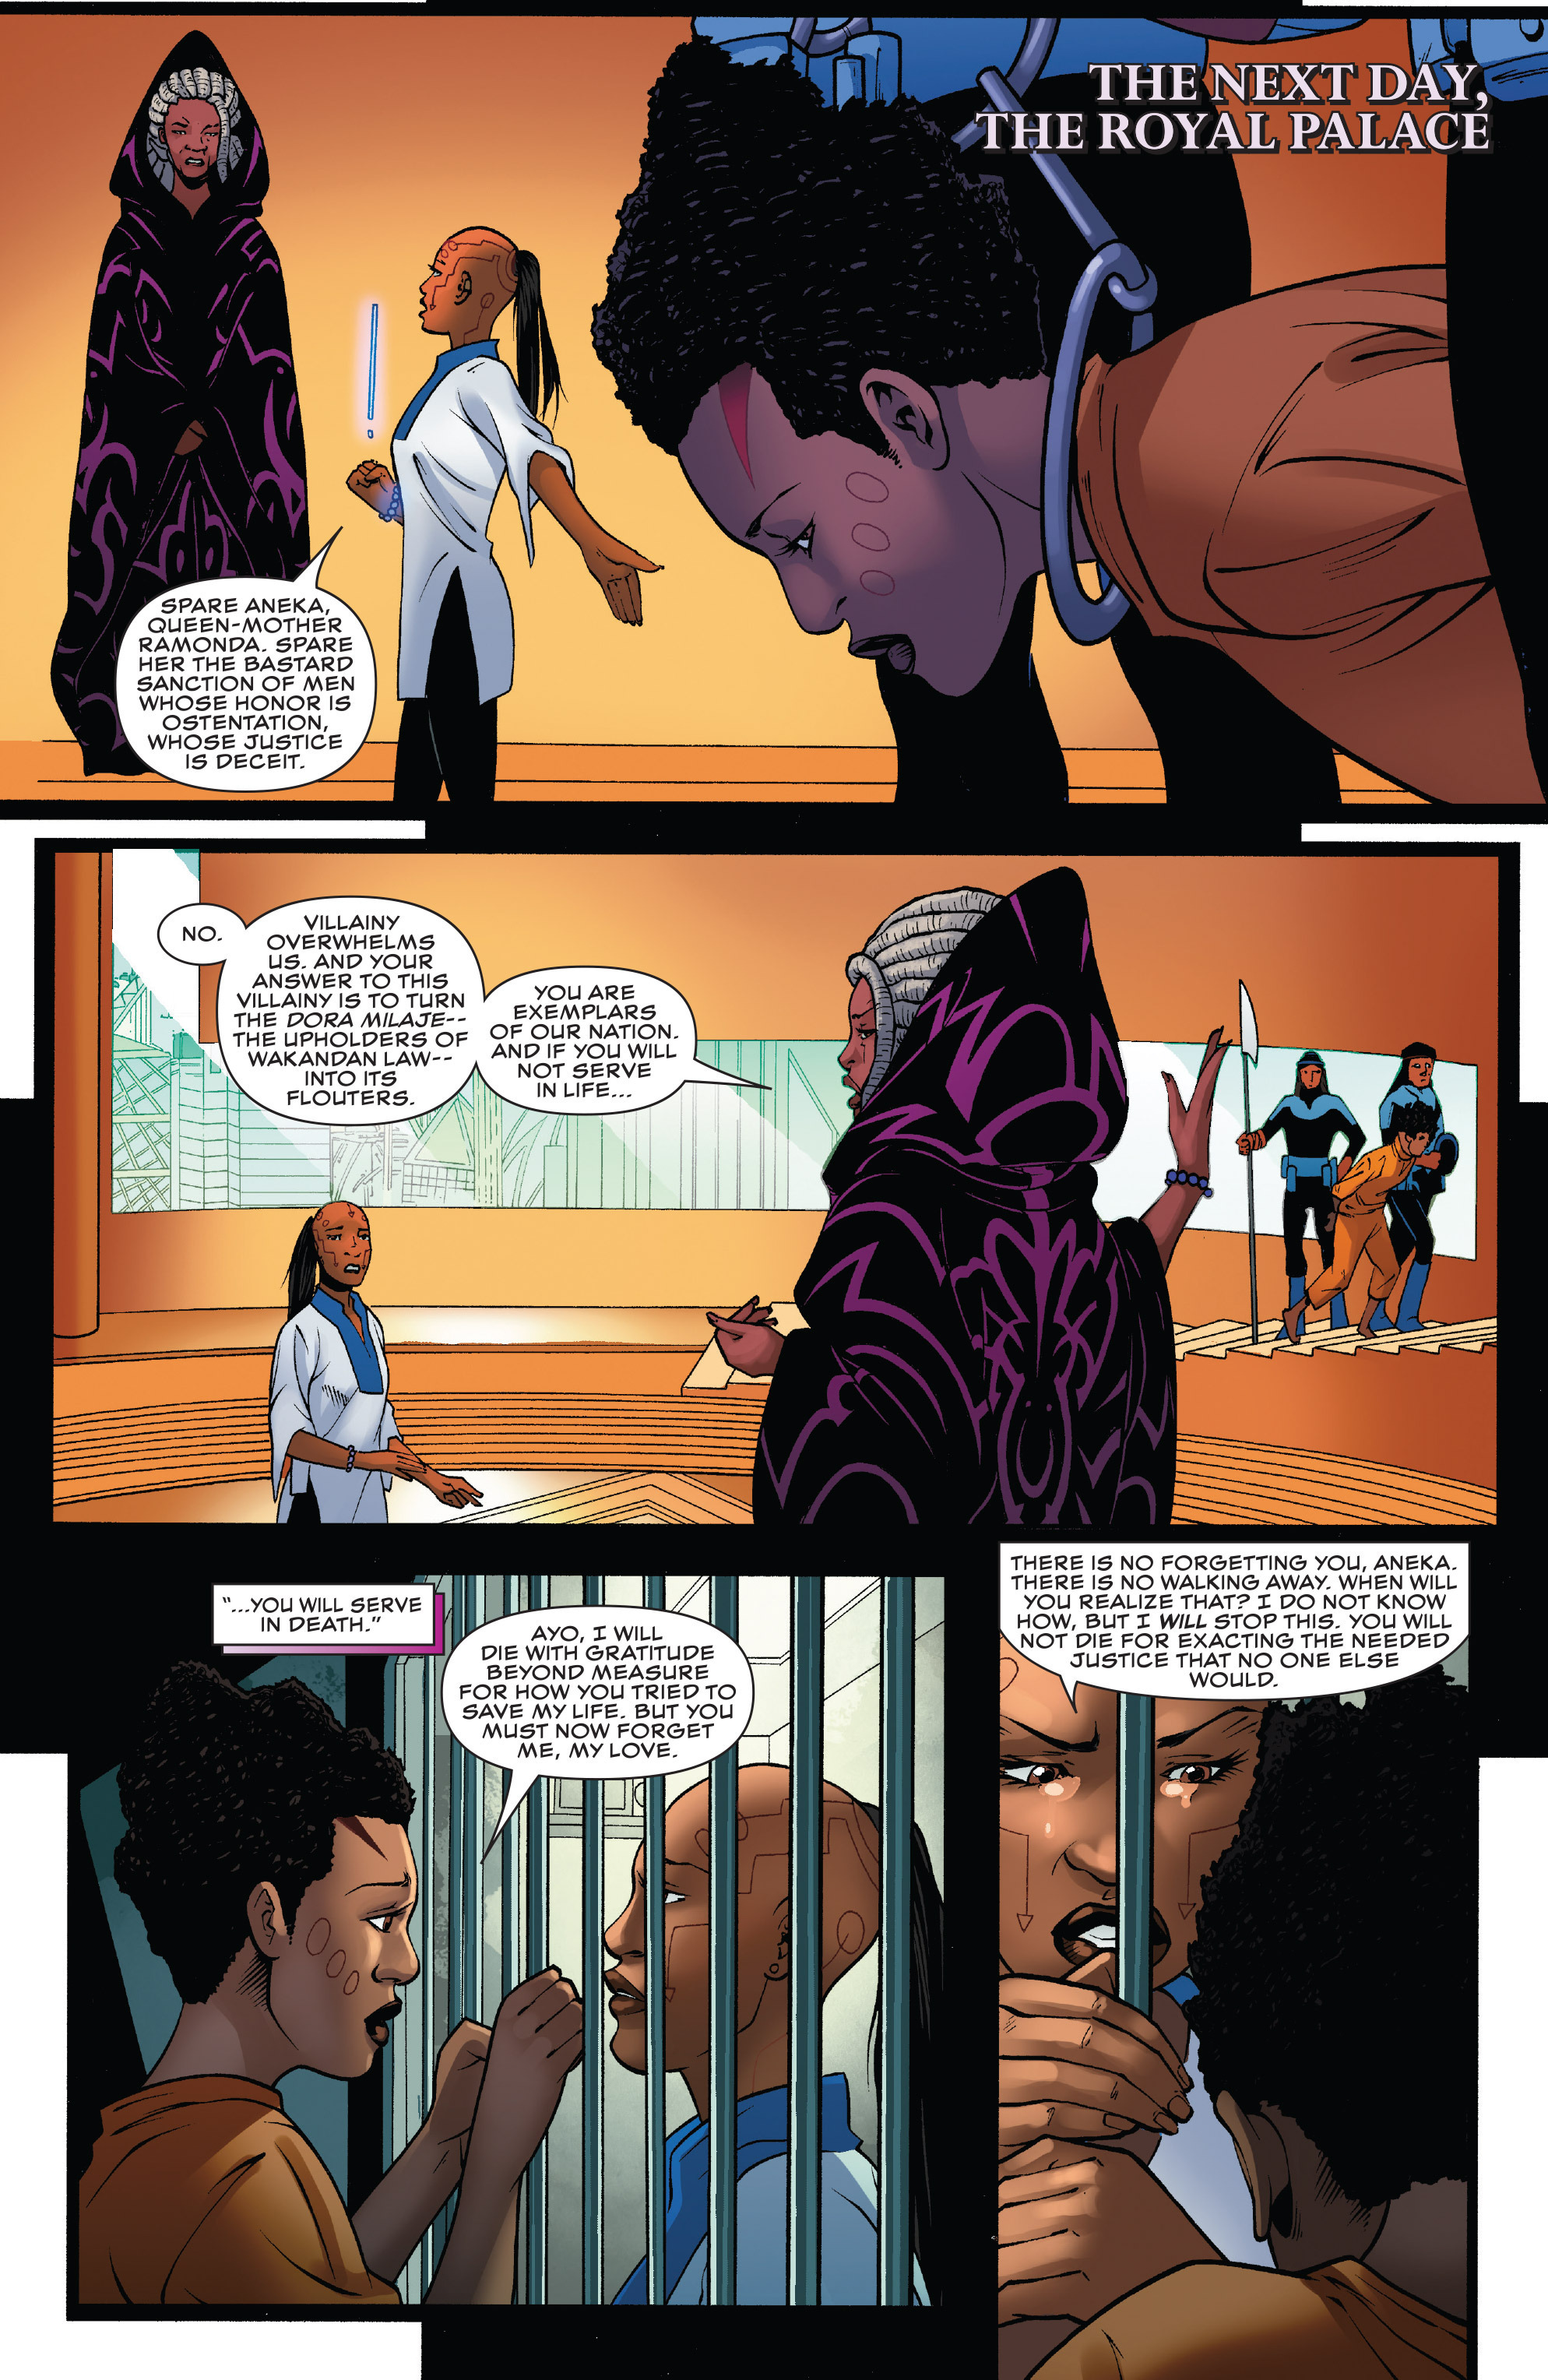 THE NEXT DAY,
THE ROYAL PALACE
SPARE ANEKA,
QUEEN-MOTHER
RAMONDA. SPARE
HER THE BASTARD
SANCTION OF MEN
WHOSE HONOR IS
OSTENTATION,
WHOSE JUSTICE
IS DECEIT.
NO.
VILLAINY
OVERWHELMS
US. AND YOUR
ANSWER TO THIS
VILLAINY IS TO TURN
THE DORA MILAJE--
THE UPHOLDERS OF
WAKANDAN LAW--
INTO ITS
FLOUTERS.
YOU ARE
EXEMPLARS
OF OUR NATION.
AND IF YOU WILL
NOT SERVE
IN LIFE...
"...YOU WILL SERVE
IN DEATH."
AYO, I WILL
DIE WITH GRATITUDE
BEYOND MEASURE
FOR HOW YOU TRIED TO
SAVE MY LIFE. BUT YOU
MUST NOW FORGET
ME, MY LOVE.
THERE IS NO FORGETTING YOU, ANEKA.
THERE IS NO WALKING AWAY. WHEN WILL
YOU REALIZE THAT? I DO NOT KNOW
HOW, BUT I WILL STOP THIS. YOU WILL
NOT DIE FOR EXACTING THE NEEDED
JUSTICE THAT NO ONE ELSE
WOULD.